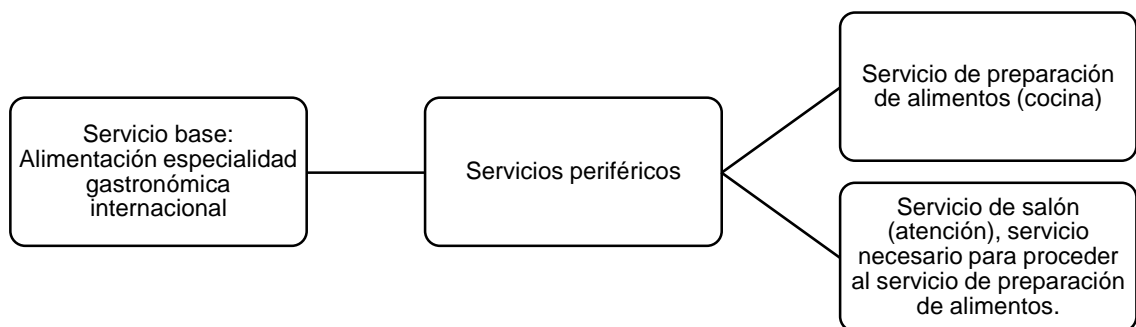 Servicio base:
Alimentación especialidad
gastronómica
internacional
Servicios periféricos
Servicio de preparación
de alimentos (cocina)
Servicio de salón
(atención), servicio
necesario para proceder
al servicio de preparación
de alimentos.